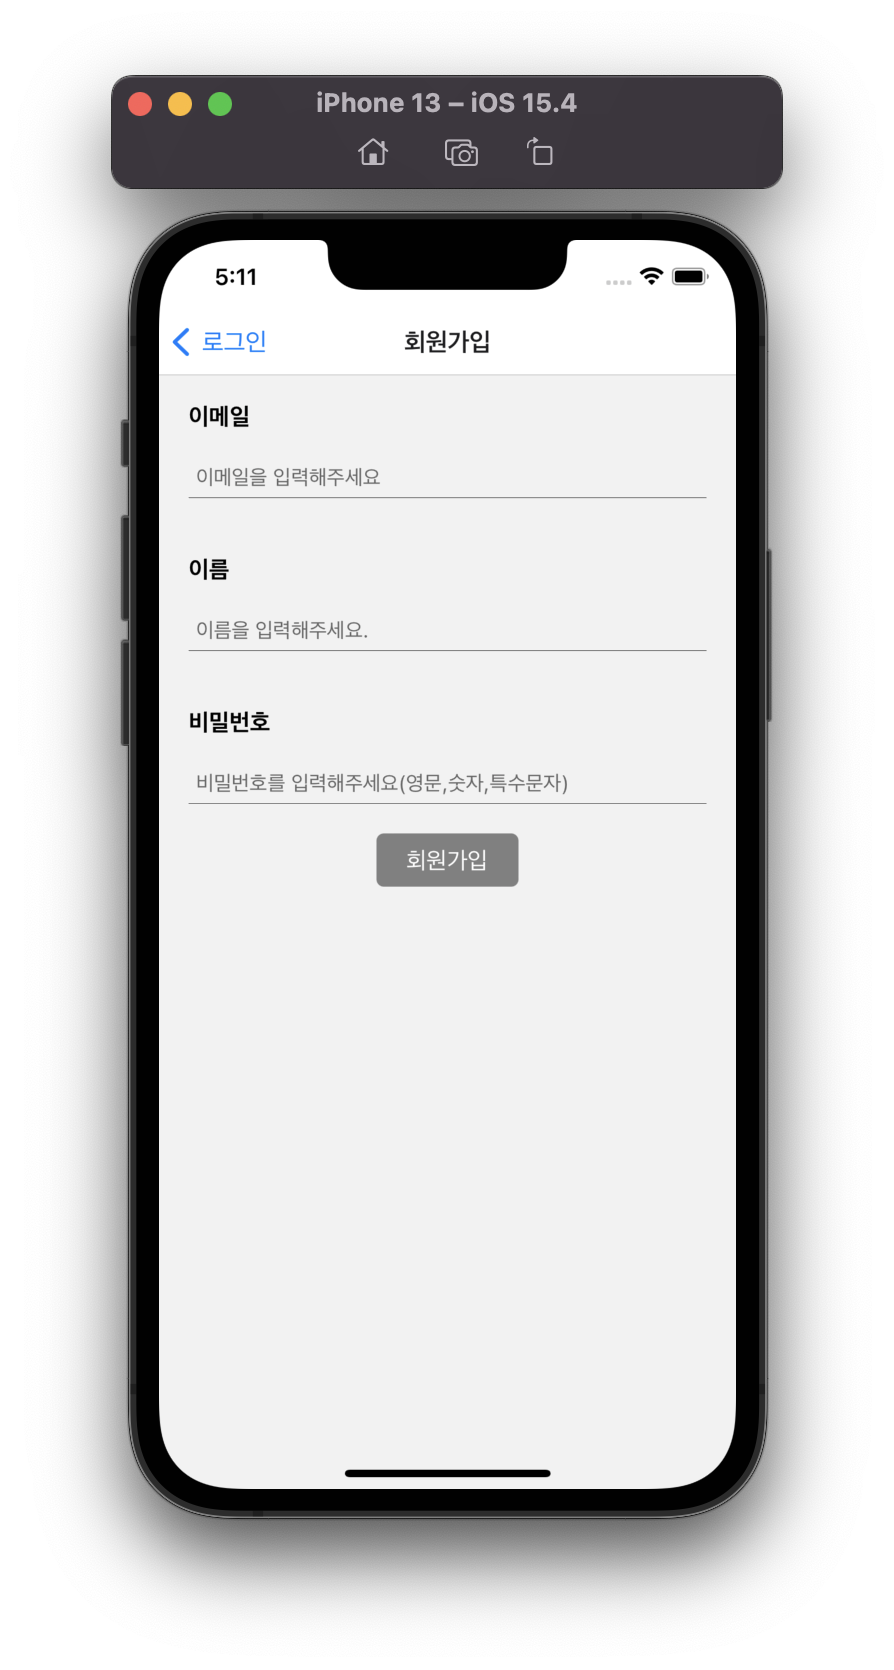 iPhone 13 – iOS 15.4
5:11
로그인 회원가입
이메일
이메일을 입력해주세요
이름
이름을 입력해주세요.
비밀번호
비밀번호를 입력해주세요(영문,숫자,특수문자)
회원가입